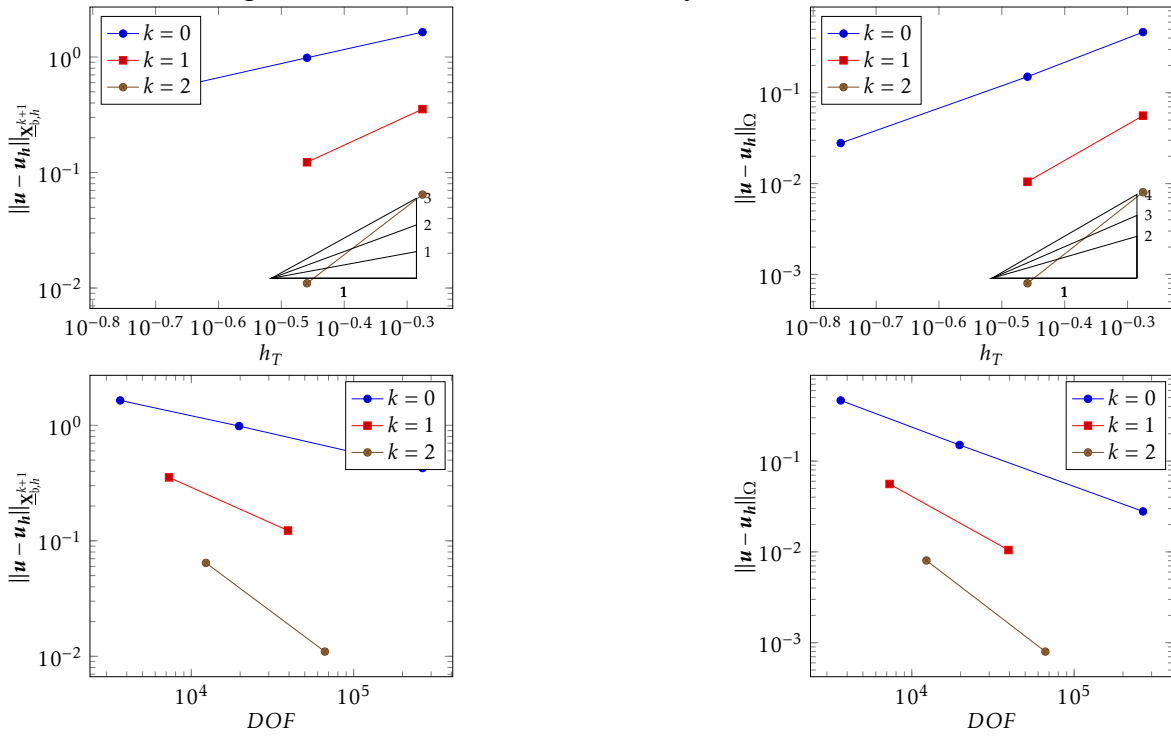 k = 0
k = 1
k = 2
10^0
10^{-1}
10^{-2}
‖u − u_h‖_{X^{k+1}_{b,h}}
3
2
1
1
10^{-0.8} 10^{-0.7} 10^{-0.6} 10^{-0.5} 10^{-0.4} 10^{-0.3}
h_T
k = 0
k = 1
k = 2
10^{-1}
10^{-2}
10^{-3}
‖u − u_h‖_Ω
4
3
2
1
10^{-0.8} 10^{-0.7} 10^{-0.6} 10^{-0.5} 10^{-0.4} 10^{-0.3}
h_T
k = 0
k = 1
k = 2
10^0
10^{-1}
10^{-2}
‖u − u_h‖_{X^{k+1}_{b,h}}
10^4 10^5
DOF
k = 0
k = 1
k = 2
10^{-1}
10^{-2}
10^{-3}
‖u − u_h‖_Ω
10^4 10^5
DOF